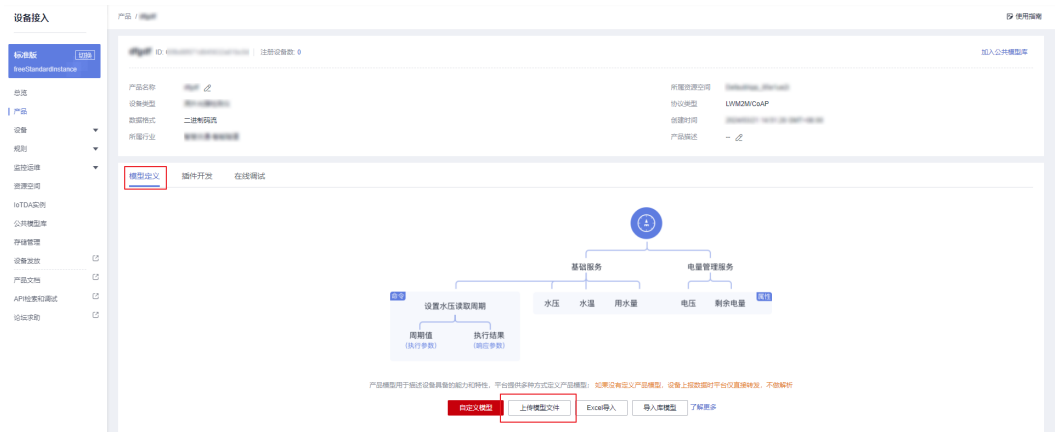 设备接入
产品 /
使用指南
标准版 切换
freeStandardInstance
总览
产品
设备
规则
监控运维
资源空间
IoTDA实例
公共模型库
存储管理
设备发放
产品文档
API检索和调试
论坛求助
ID: 注册设备数: 0
加入公共模型库
产品名称
所属资源空间
设备类型
协议类型 LWM2M/CoAP
数据格式 二进制码流
创建时间
所属行业
产品描述 --
模型定义 插件开发 在线调试
基础服务 电量管理服务
命令
设置水压读取周期
水压 水温 用水量 电压 剩余电量 属性
周期值 执行结果
(执行参数) (响应参数)
产品模型用于描述设备具备的能力和特性，平台提供多种方式定义产品模型；如果没有定义产品模型，设备上报数据时平台仅直接转发，不做解析
自定义模型 上传模型文件 Excel导入 导入库模型 了解更多